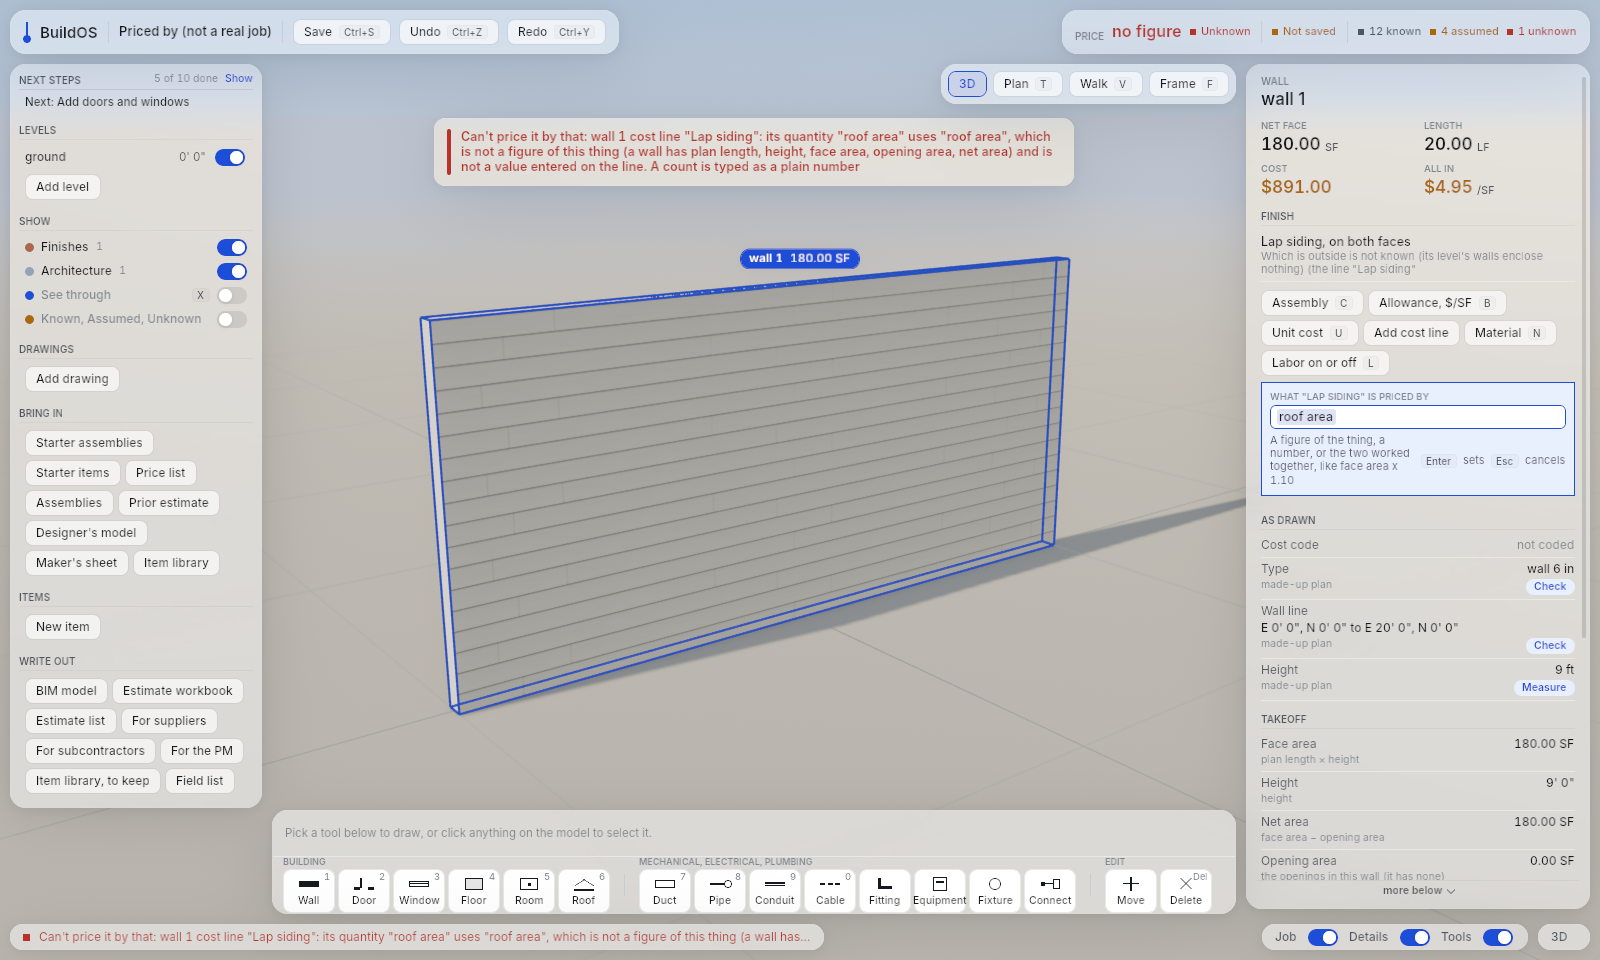 BuildOS
Priced by (not a real job)
Save Ctrl+S
Undo Ctrl+Z
Redo Ctrl+Y
PRICE no figure
Unknown
Not saved
12 known
4 assumed
1 unknown
NEXT STEPS 5 of 10 done Show
Next: Add doors and windows
LEVELS
ground 0' 0"
Add level
SHOW
Finishes 1
Architecture 1
See through X
Known, Assumed, Unknown
DRAWINGS
Add drawing
BRING IN
Starter assemblies
Starter items Price list
Assemblies Prior estimate
Designer's model
Maker's sheet Item library
ITEMS
New item
WRITE OUT
BIM model Estimate workbook
Estimate list For suppliers
For subcontractors For the PM
Item library, to keep Field list
3D
Plan T
Walk V
Frame F
Can't price it by that: wall 1 cost line "Lap siding": its quantity "roof area" uses "roof area", which
is not a figure of this thing (a wall has plan length, height, face area, opening area, net area) and is
not a value entered on the line. A count is typed as a plain number
wall 1 180.00 SF
WALL
wall 1
NET FACE LENGTH
180.00 SF 20.00 LF
COST ALL IN
$891.00 $4.95 /SF
FINISH
Lap siding, on both faces
Which is outside is not known (its level's walls enclose
nothing) (the line "Lap siding"
Assembly C Allowance, $/SF B
Unit cost U Add cost line Material N
Labor on or off L
WHAT "LAP SIDING" IS PRICED BY
roof area
A figure of the thing, a
number, or the two worked
together, like face area x
1.10
Enter sets Esc cancels
AS DRAWN
Cost code not coded
Type wall 6 in
made-up plan Check
Wall line
E 0' 0", N 0' 0" to E 20' 0", N 0' 0"
made-up plan Check
Height 9 ft
made-up plan Measure
TAKEOFF
Face area 180.00 SF
plan length × height
Height 9' 0"
height
Net area 180.00 SF
face area − opening area
Opening area 0.00 SF
the openings in this wall (it has none)
more below
Pick a tool below to draw, or click anything on the model to select it.
BUILDING MECHANICAL, ELECTRICAL, PLUMBING EDIT
1 2 3 4 5 6 7 8 9 0 Del
Wall Door Window Floor Room Roof Duct Pipe Conduit Cable Fitting Equipment Fixture Connect Move Delete
Can't price it by that: wall 1 cost line "Lap siding": its quantity "roof area" uses "roof area", which is not a figure of this thing (a wall has...
Job Details Tools 3D